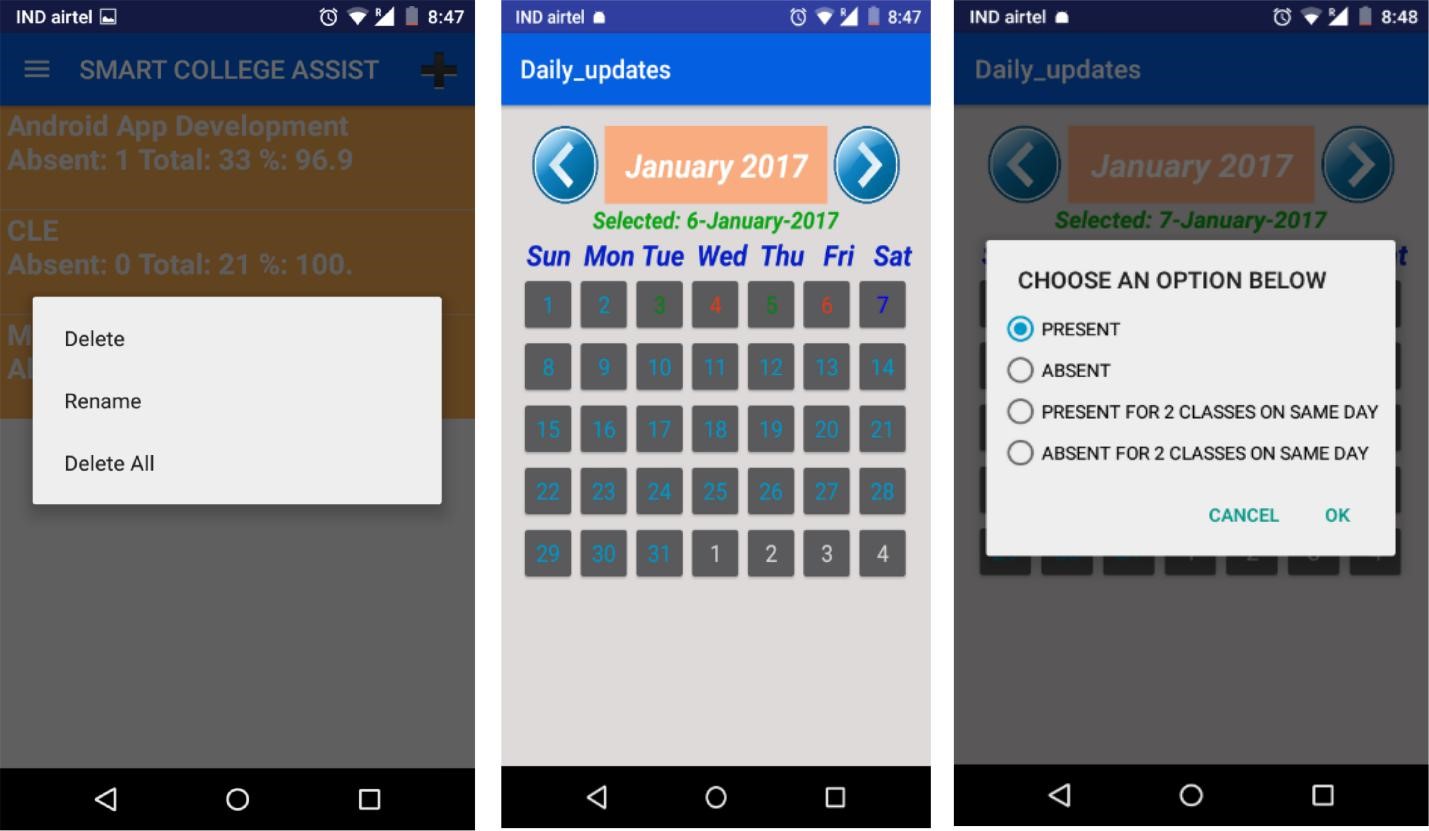 IND airtel 8:47
SMART COLLEGE ASSIST
Android App Development
Absent: 1 Total: 33 %: 96.9
CLE
Absent: 0 Total: 21 %: 100.
Delete
Rename
Delete All
IND airtel R 8:47
Daily_updates
January 2017
Selected: 6-January-2017
Sun Mon Tue Wed Thu Fri Sat
1 2 3 4 5 6 7
8 9 10 11 12 13 14
15 16 17 18 19 20 21
22 23 24 25 26 27 28
29 30 31 1 2 3 4
IND airtel R 8:48
Daily_updates
January 2017
Selected: 7-January-2017
CHOOSE AN OPTION BELOW
PRESENT
ABSENT
PRESENT FOR 2 CLASSES ON SAME DAY
ABSENT FOR 2 CLASSES ON SAME DAY
CANCEL OK